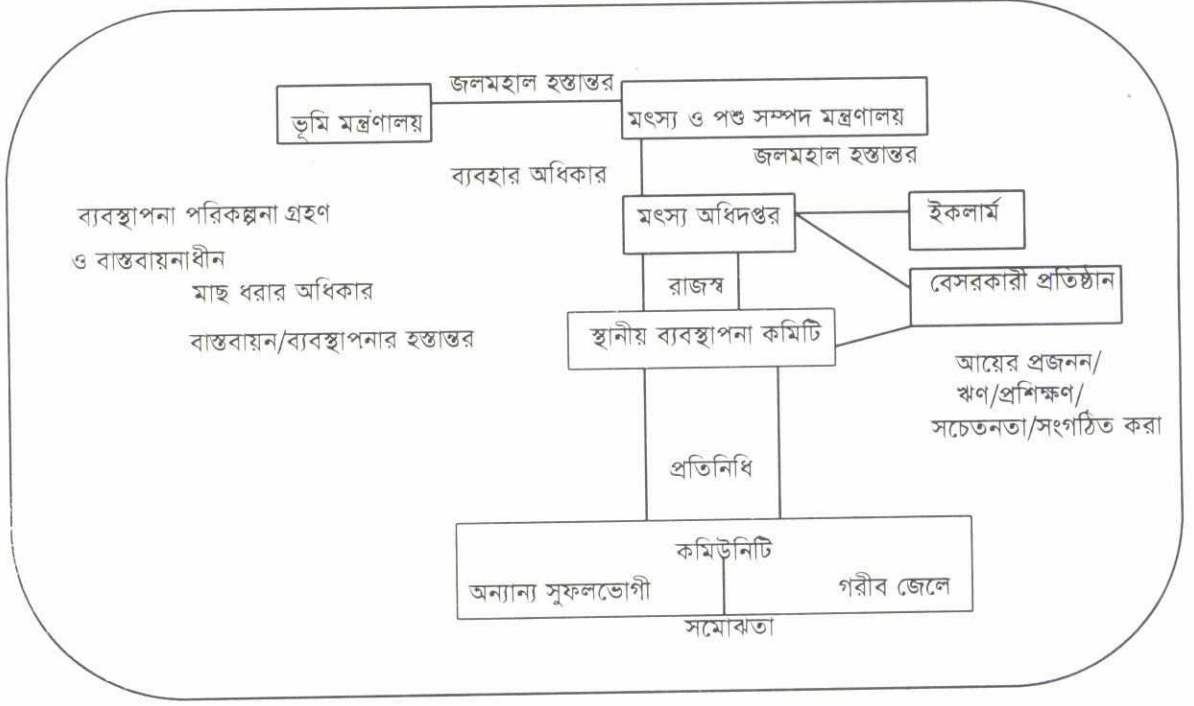 জলমহাল হস্তান্তর
ভূমি মন্ত্রণালয়
মৎস্য ও পশু সম্পদ মন্ত্রণালয়
জলমহাল হস্তান্তর
ব্যবহার অধিকার
ব্যবস্থাপনা পরিকল্পনা গ্রহণ
মৎস্য অধিদপ্তর
ইকলার্ম
ও বাস্তবায়নাধীন
মাছ ধরার অধিকার
রাজস্ব
বেসরকারী প্রতিষ্ঠান
বাস্তবায়ন/ব্যবস্থাপনার হস্তান্তর
স্থানীয় ব্যবস্থাপনা কমিটি
আয়ের প্রজনন/
ঋণ/প্রশিক্ষণ/
সচেতনতা/সংগঠিত করা
প্রতিনিধি
কমিউনিটি
অন্যান্য সুফলভোগী
গরীব জেলে
সমোঝতা